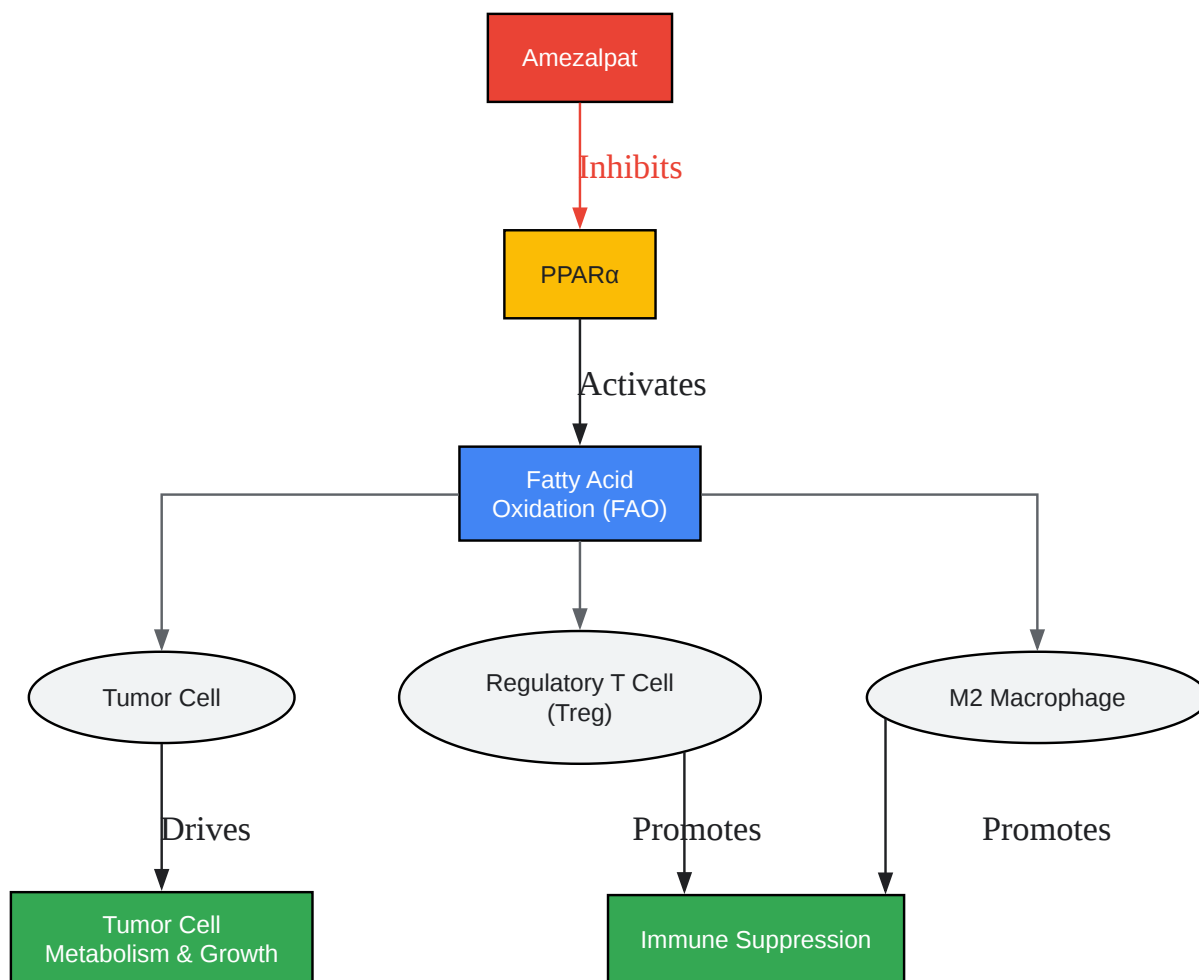 Amezalpat
Inhibits
PPARα
Activates
Fatty Acid
Oxidation (FAO)
Tumor Cell
Regulatory T Cell
(Treg)
M2 Macrophage
Drives
Promotes
Promotes
Tumor Cell
Metabolism & Growth
Immune Suppression